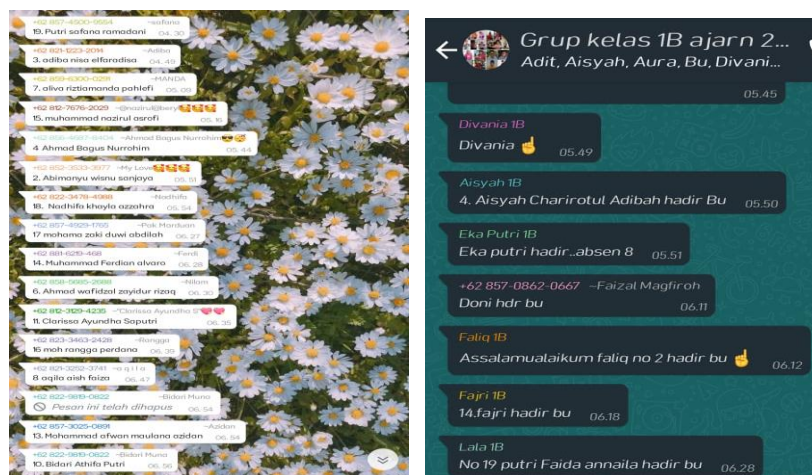 +62 857-4500-9554 ~safana
19. Putri safana ramadani 04.30
+62 821-1223-2014 ~Adiba
3. adiba nisa elfaradisa 04.49
+62 859-6300-0291 ~MANDA
7. aliva riztiamanda pahlefi 05.09
+62 812-7676-2029 ~@nazirul@bery🥰🥰🥰
15. muhammad nazirul asrofi 05.16
~Ahmad Bagus Nurrohim😎🥳
4 Ahmad Bagus Nurrohim 05.44
+62 852-3533-3977 ~My Love🥰🥰🥰
2. Abimanyu wisnu sanjaya 05.51
+62 822-3478-4988 ~Nadhifa
18. Nadhifa khayla azzahra 05.54
+62 857-4929-1765 ~Pak Marduan
17 mohama zaki duwi abdilah 06.27
+62 881-6219-468 ~Ferdi
14. Muhammad Ferdian alvaro 06.28
+62 858-5685-2688 ~Nilam
6. Ahmad wafidzal zayidur rizaq 06.30
+62 812-3129-4235 ~"Clarissa Ayundha S"💖💖
11. Clarissa Ayundha Saputri 06.35
+62 823-3463-2428 ~Rangga
16 moh rangga perdana 06.39
+62 821-3252-3741 ~a q i l a
8 aqila aish faiza 06.47
+62 822-9819-0822 ~Bidari Muna
Pesan ini telah dihapus 06.54
+62 857-3025-0891 ~Azidan
13. Mohammad afwan maulana azidan 06.54
+62 822-9819-0822 ~Bidari Muna
10. Bidari Athifa Putri 06.56
Grup kelas 1B ajarn 2...
Adit, Aisyah, Aura, Bu, Divani...
05.45
Divania 1B
Divania ☝ 05.49
Aisyah 1B
4. Aisyah Charirotul Adibah hadir Bu 05.50
Eka Putri 1B
Eka putri hadir..absen 8 05.51
+62 857-0862-0667 ~Faizal Magfiroh
Doni hdr bu 06.11
Faliq 1B
Assalamualaikum faliq no 2 hadir bu ☝ 06.12
Fajri 1B
14.fajri hadir bu 06.18
Lala 1B
No 19 putri Faida annaila hadir bu 06.28